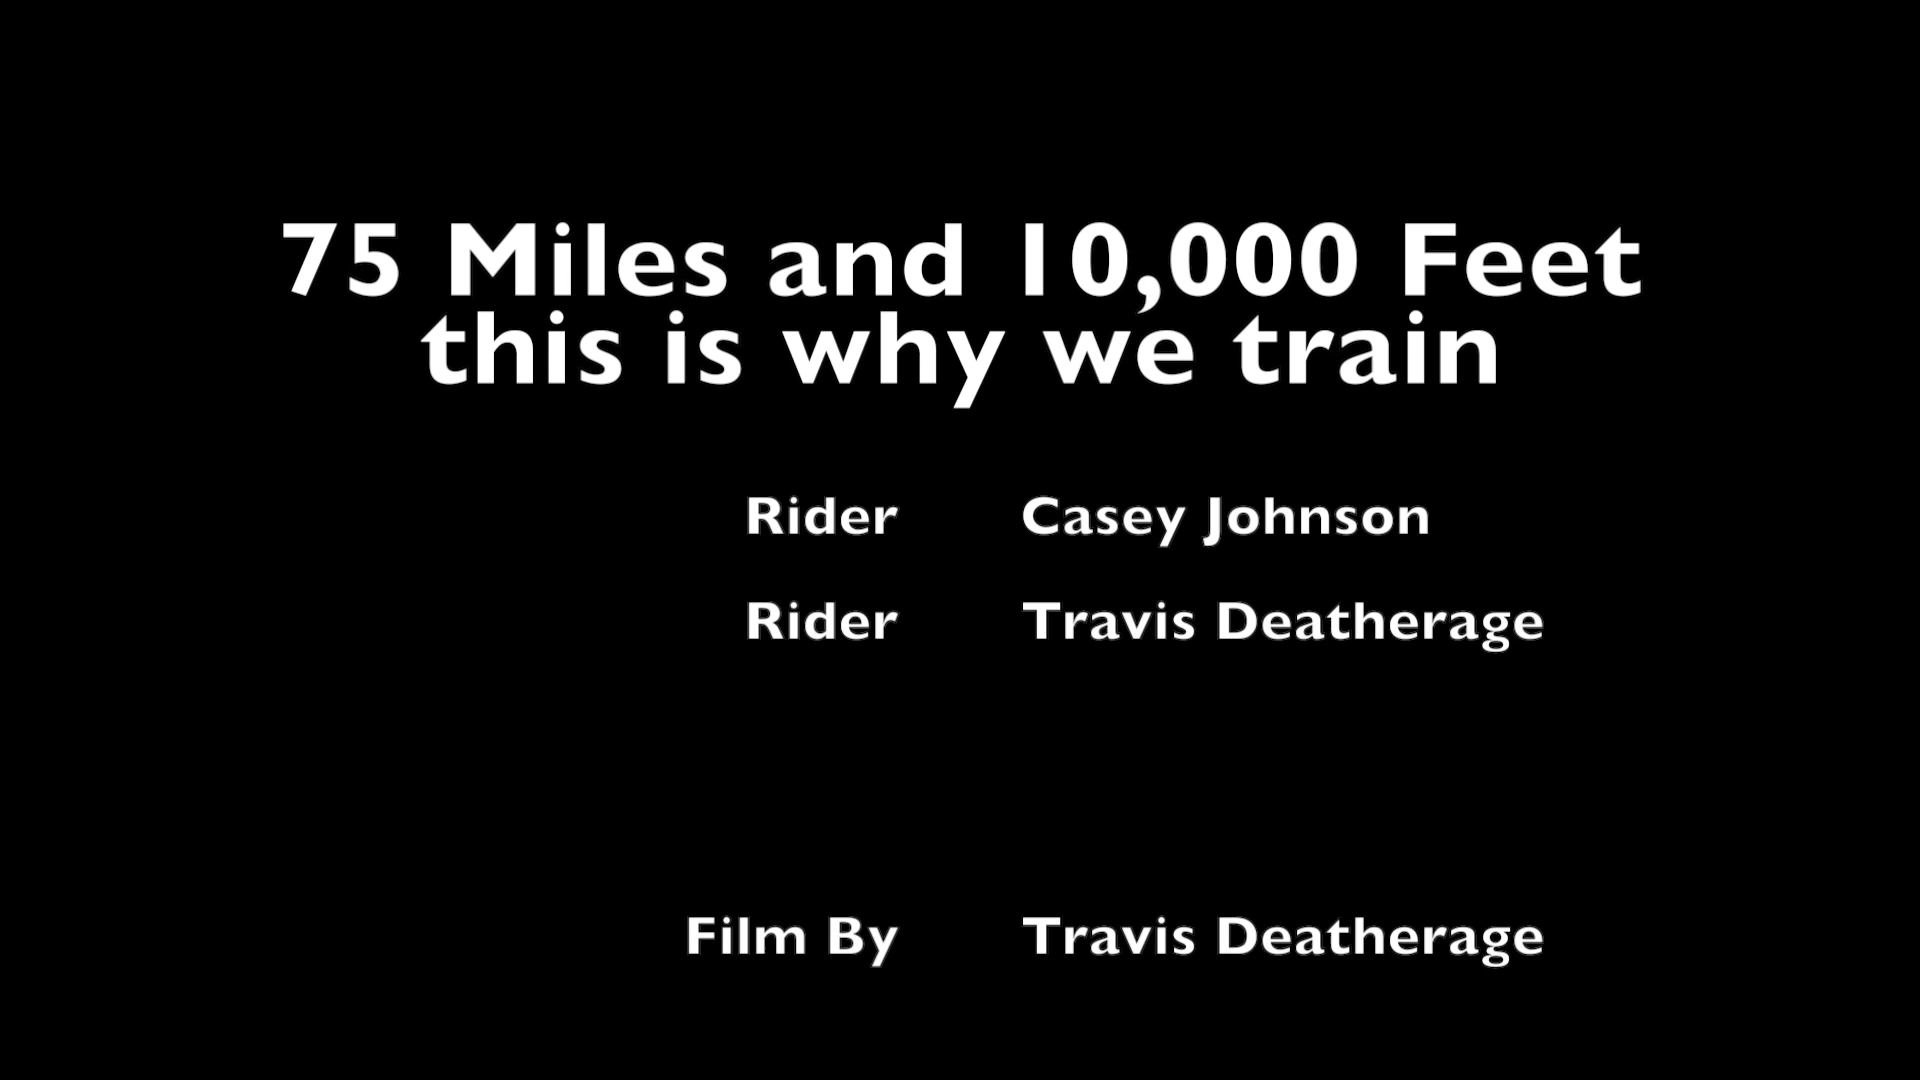 75 Miles and 10,000 Feet
this is why we train
Rider Casey Johnson
Rider Travis Deatherage
Film By Travis Deatherage